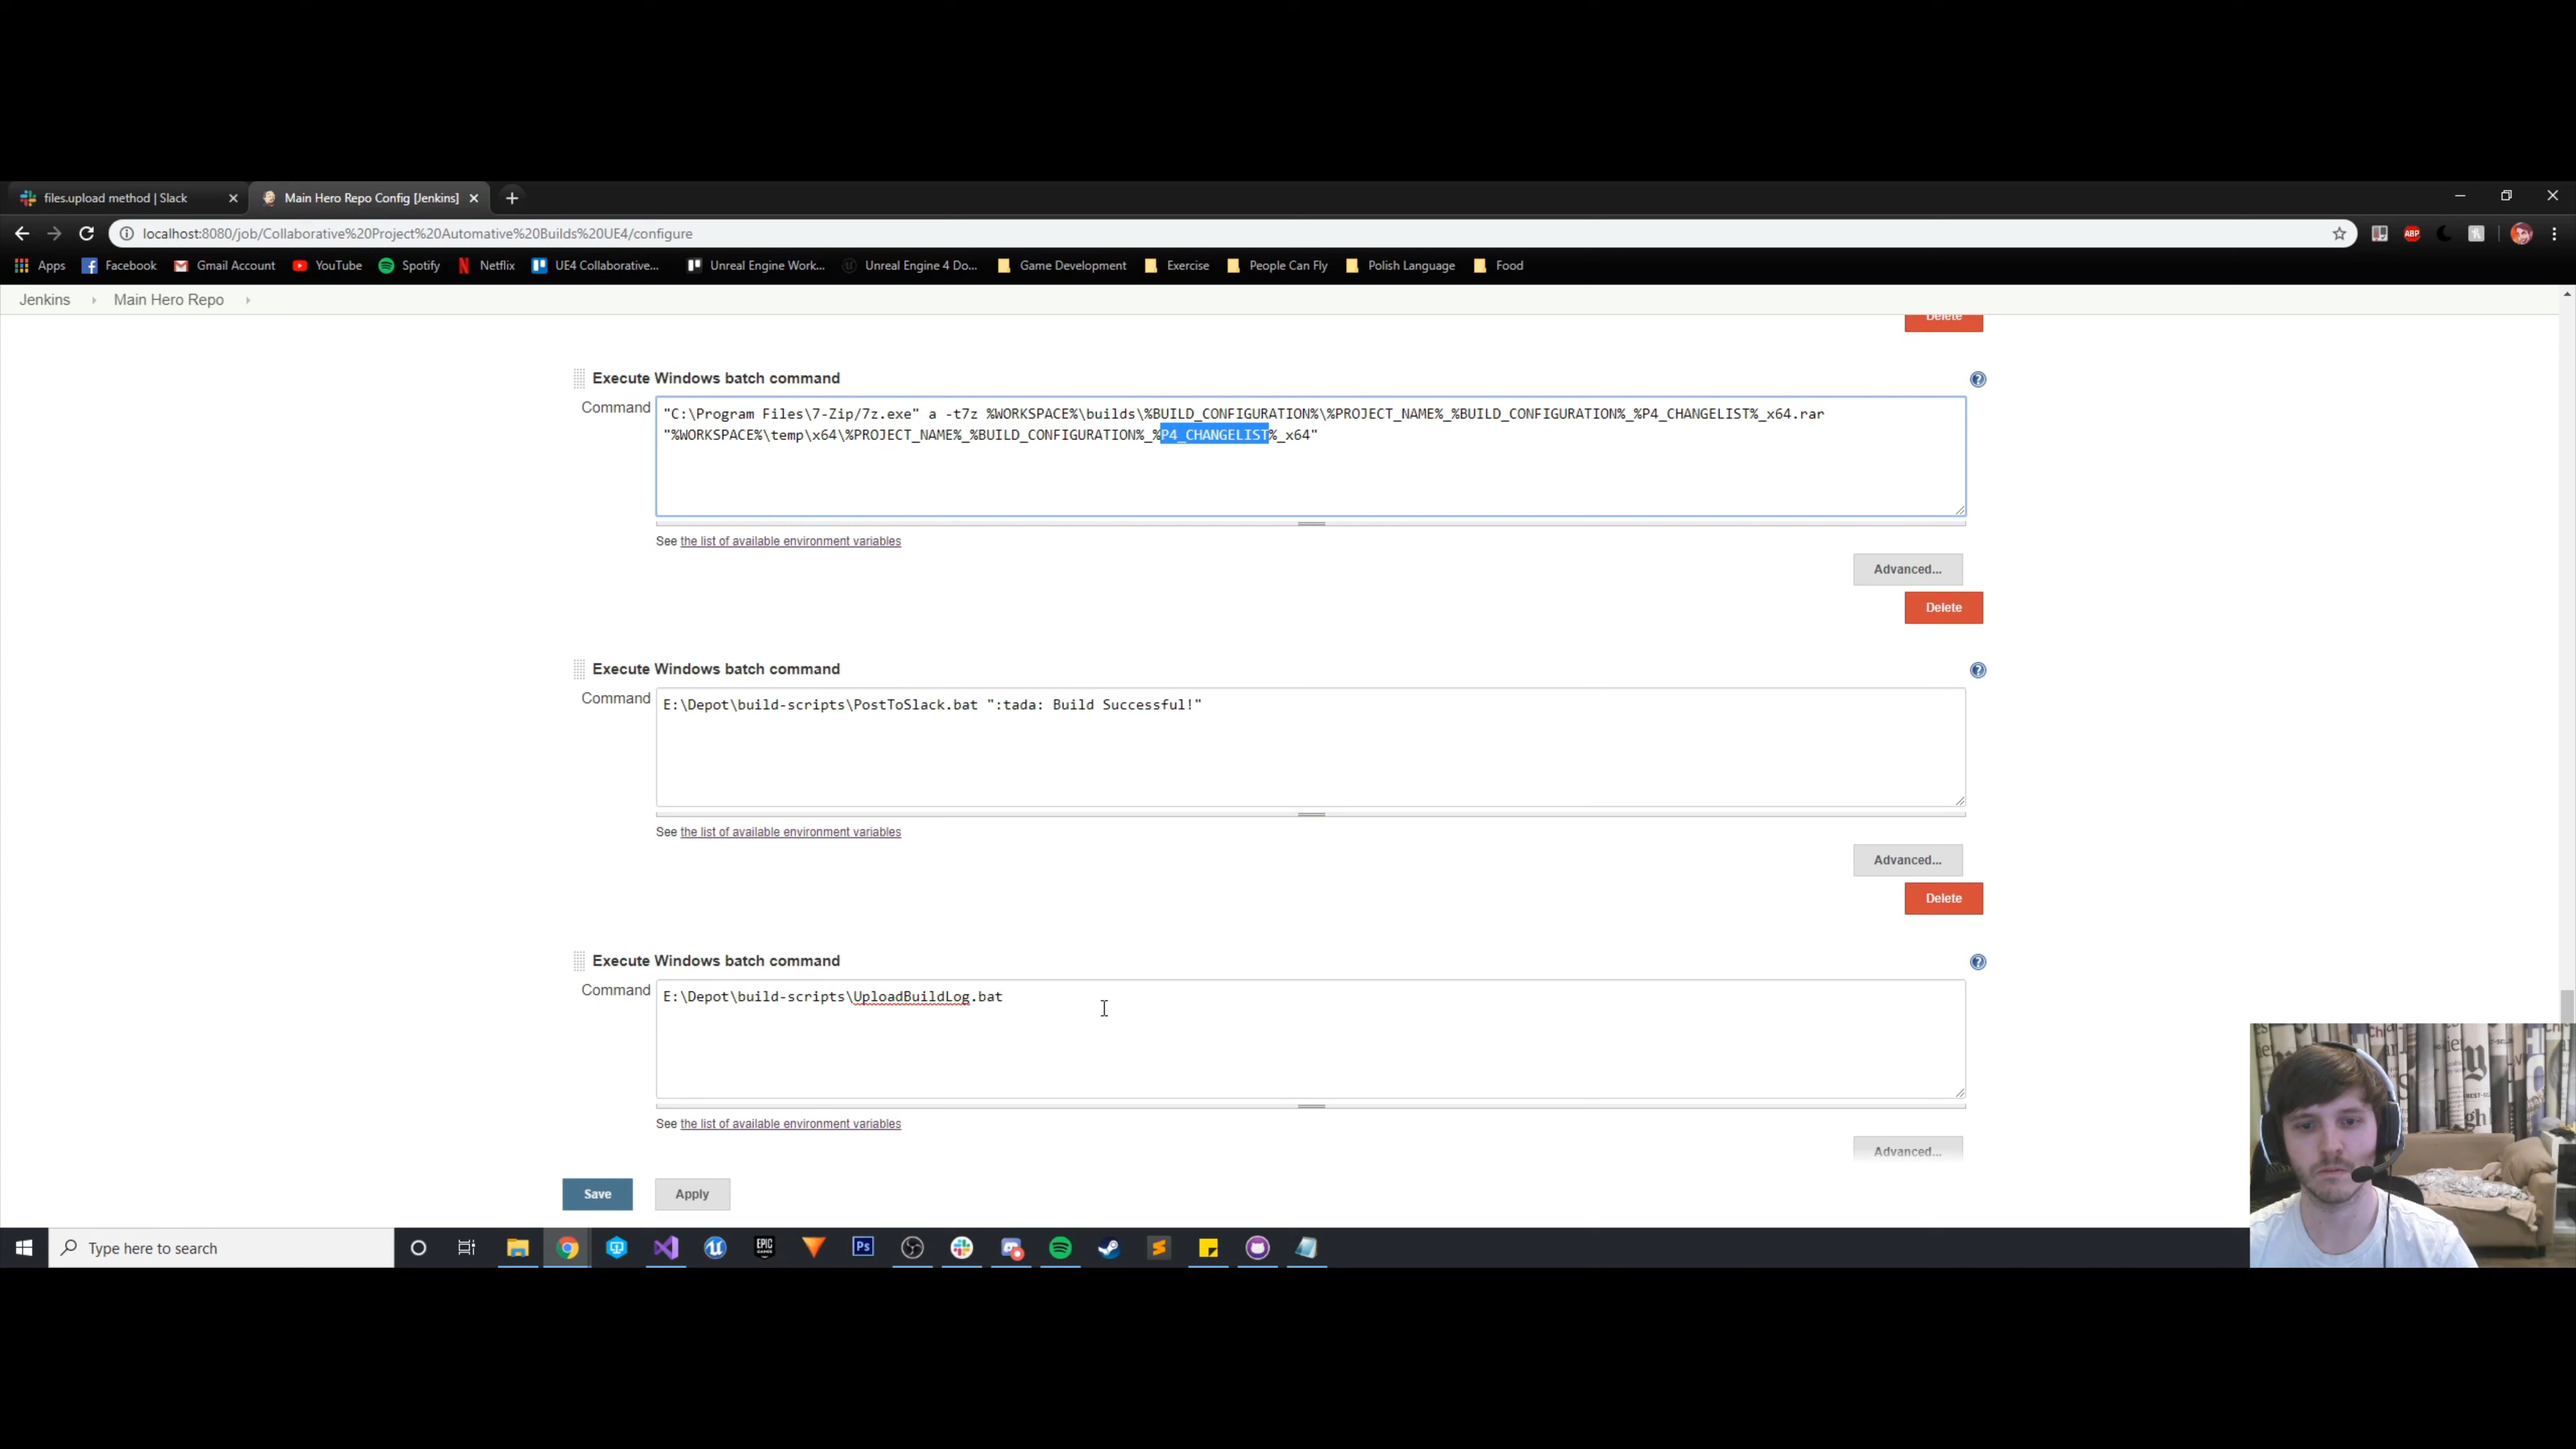 files.upload method | Slack
Main Hero Repo Config [Jenkins]
localhost:8080/job/Collaborative%20Project%20Automative%20Builds%20UE4/configure
ABP
Apps
Facebook
Gmail Account
YouTube
Spotify
Netflix
UE4 Collaborative...
Unreal Engine Work...
Unreal Engine 4 Do...
Game Development
Exercise
People Can Fly
Polish Language
Food
Jenkins
Main Hero Repo
Delete
Execute Windows batch command
Command
"C:\Program Files\7-Zip/7z.exe" a -t7z %WORKSPACE%\builds\%BUILD_CONFIGURATION%\%PROJECT_NAME%_%BUILD_CONFIGURATION%_%P4_CHANGELIST%_x64.rar
"%WORKSPACE%\temp\x64\%PROJECT_NAME%_%BUILD_CONFIGURATION%_%P4_CHANGELIST%_x64"
See the list of available environment variables
Advanced...
Delete
Execute Windows batch command
Command
E:\Depot\build-scripts\PostToSlack.bat ":tada: Build Successful!"
See the list of available environment variables
Advanced...
Delete
Execute Windows batch command
Command
E:\Depot\build-scripts\UploadBuildLog.bat
See the list of available environment variables
Advanced...
Save
Apply
Type here to search
EPIC GAMES
Ps